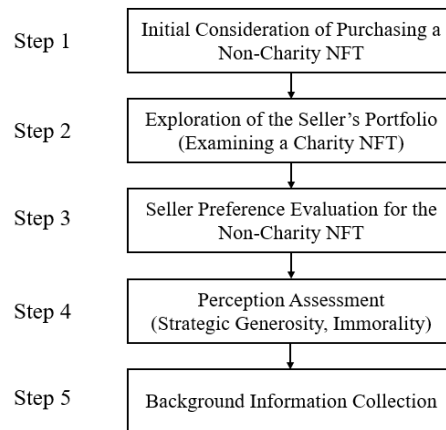 Step 1
Initial Consideration of Purchasing a
Non-Charity NFT
Step 2
Exploration of the Seller's Portfolio
(Examining a Charity NFT)
Step 3
Seller Preference Evaluation for the
Non-Charity NFT
Step 4
Perception Assessment
(Strategic Generosity, Immorality)
Step 5
Background Information Collection